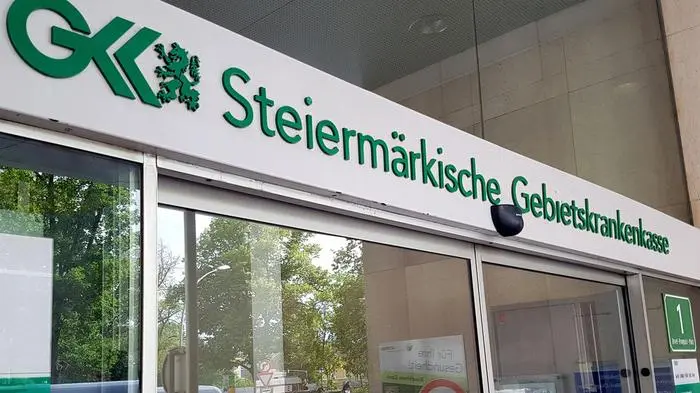 GKK Steiermärkische Gebietskrankenkasse
1
Für Ihre
Gesundheit.